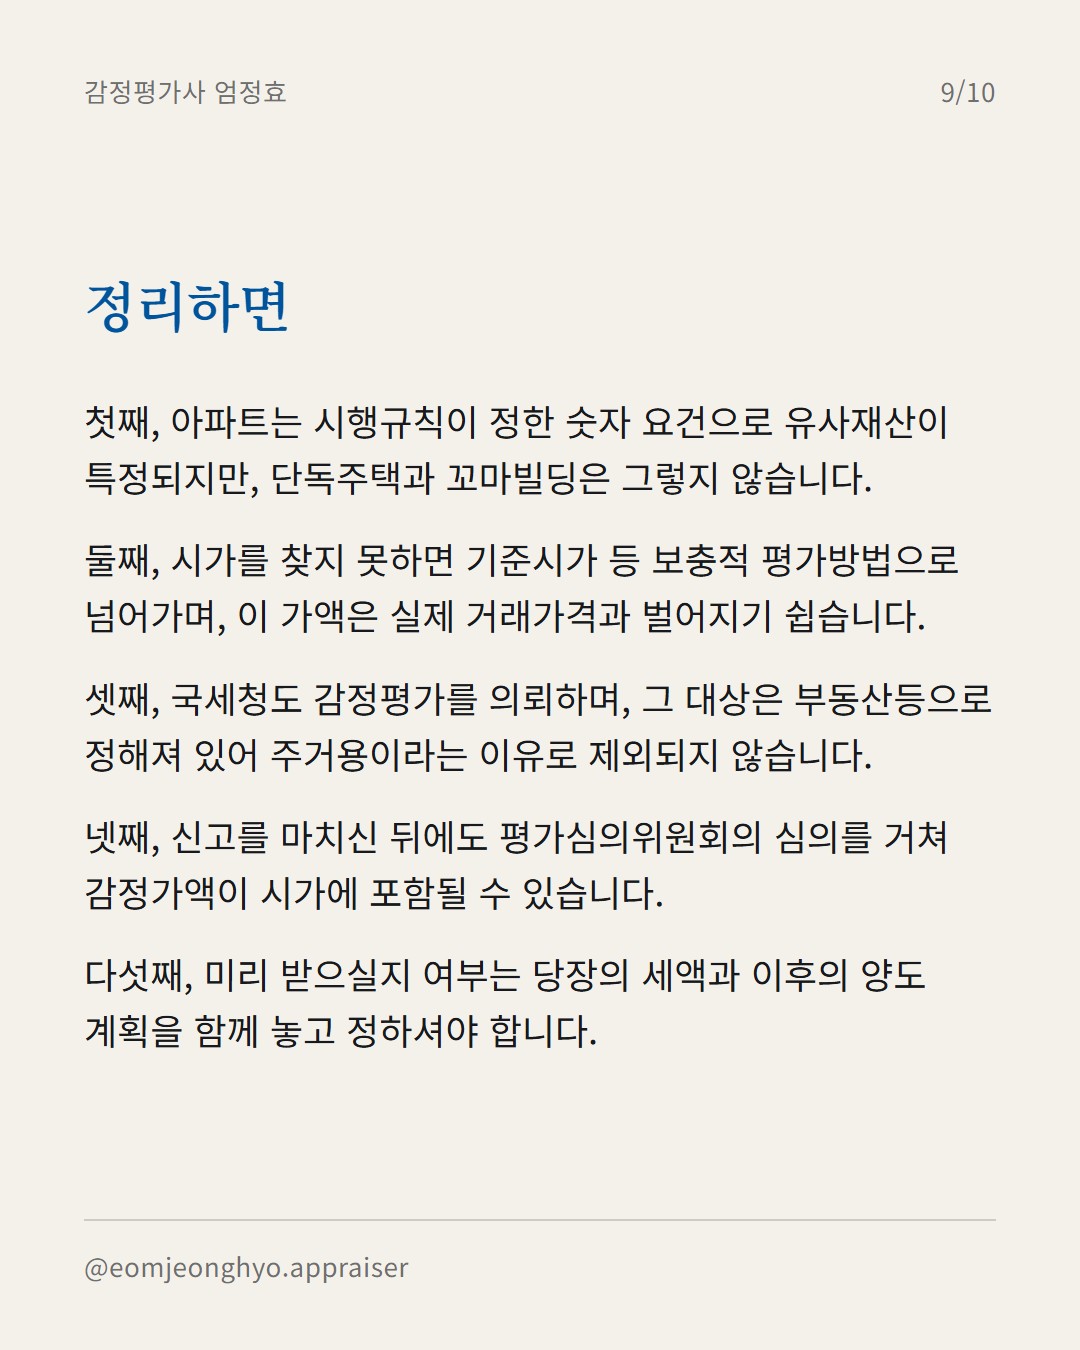 감정평가사 엄정효
9/10
정리하면
첫째, 아파트는 시행규칙이 정한 숫자 요건으로 유사재산이
특정되지만, 단독주택과 꼬마빌딩은 그렇지 않습니다.
둘째, 시가를 찾지 못하면 기준시가 등 보충적 평가방법으로
넘어가며, 이 가액은 실제 거래가격과 벌어지기 쉽습니다.
셋째, 국세청도 감정평가를 의뢰하며, 그 대상은 부동산등으로
정해져 있어 주거용이라는 이유로 제외되지 않습니다.
넷째, 신고를 마치신 뒤에도 평가심의위원회의 심의를 거쳐
감정가액이 시가에 포함될 수 있습니다.
다섯째, 미리 받으실지 여부는 당장의 세액과 이후의 양도
계획을 함께 놓고 정하셔야 합니다.
@eomjeonghyo.appraiser